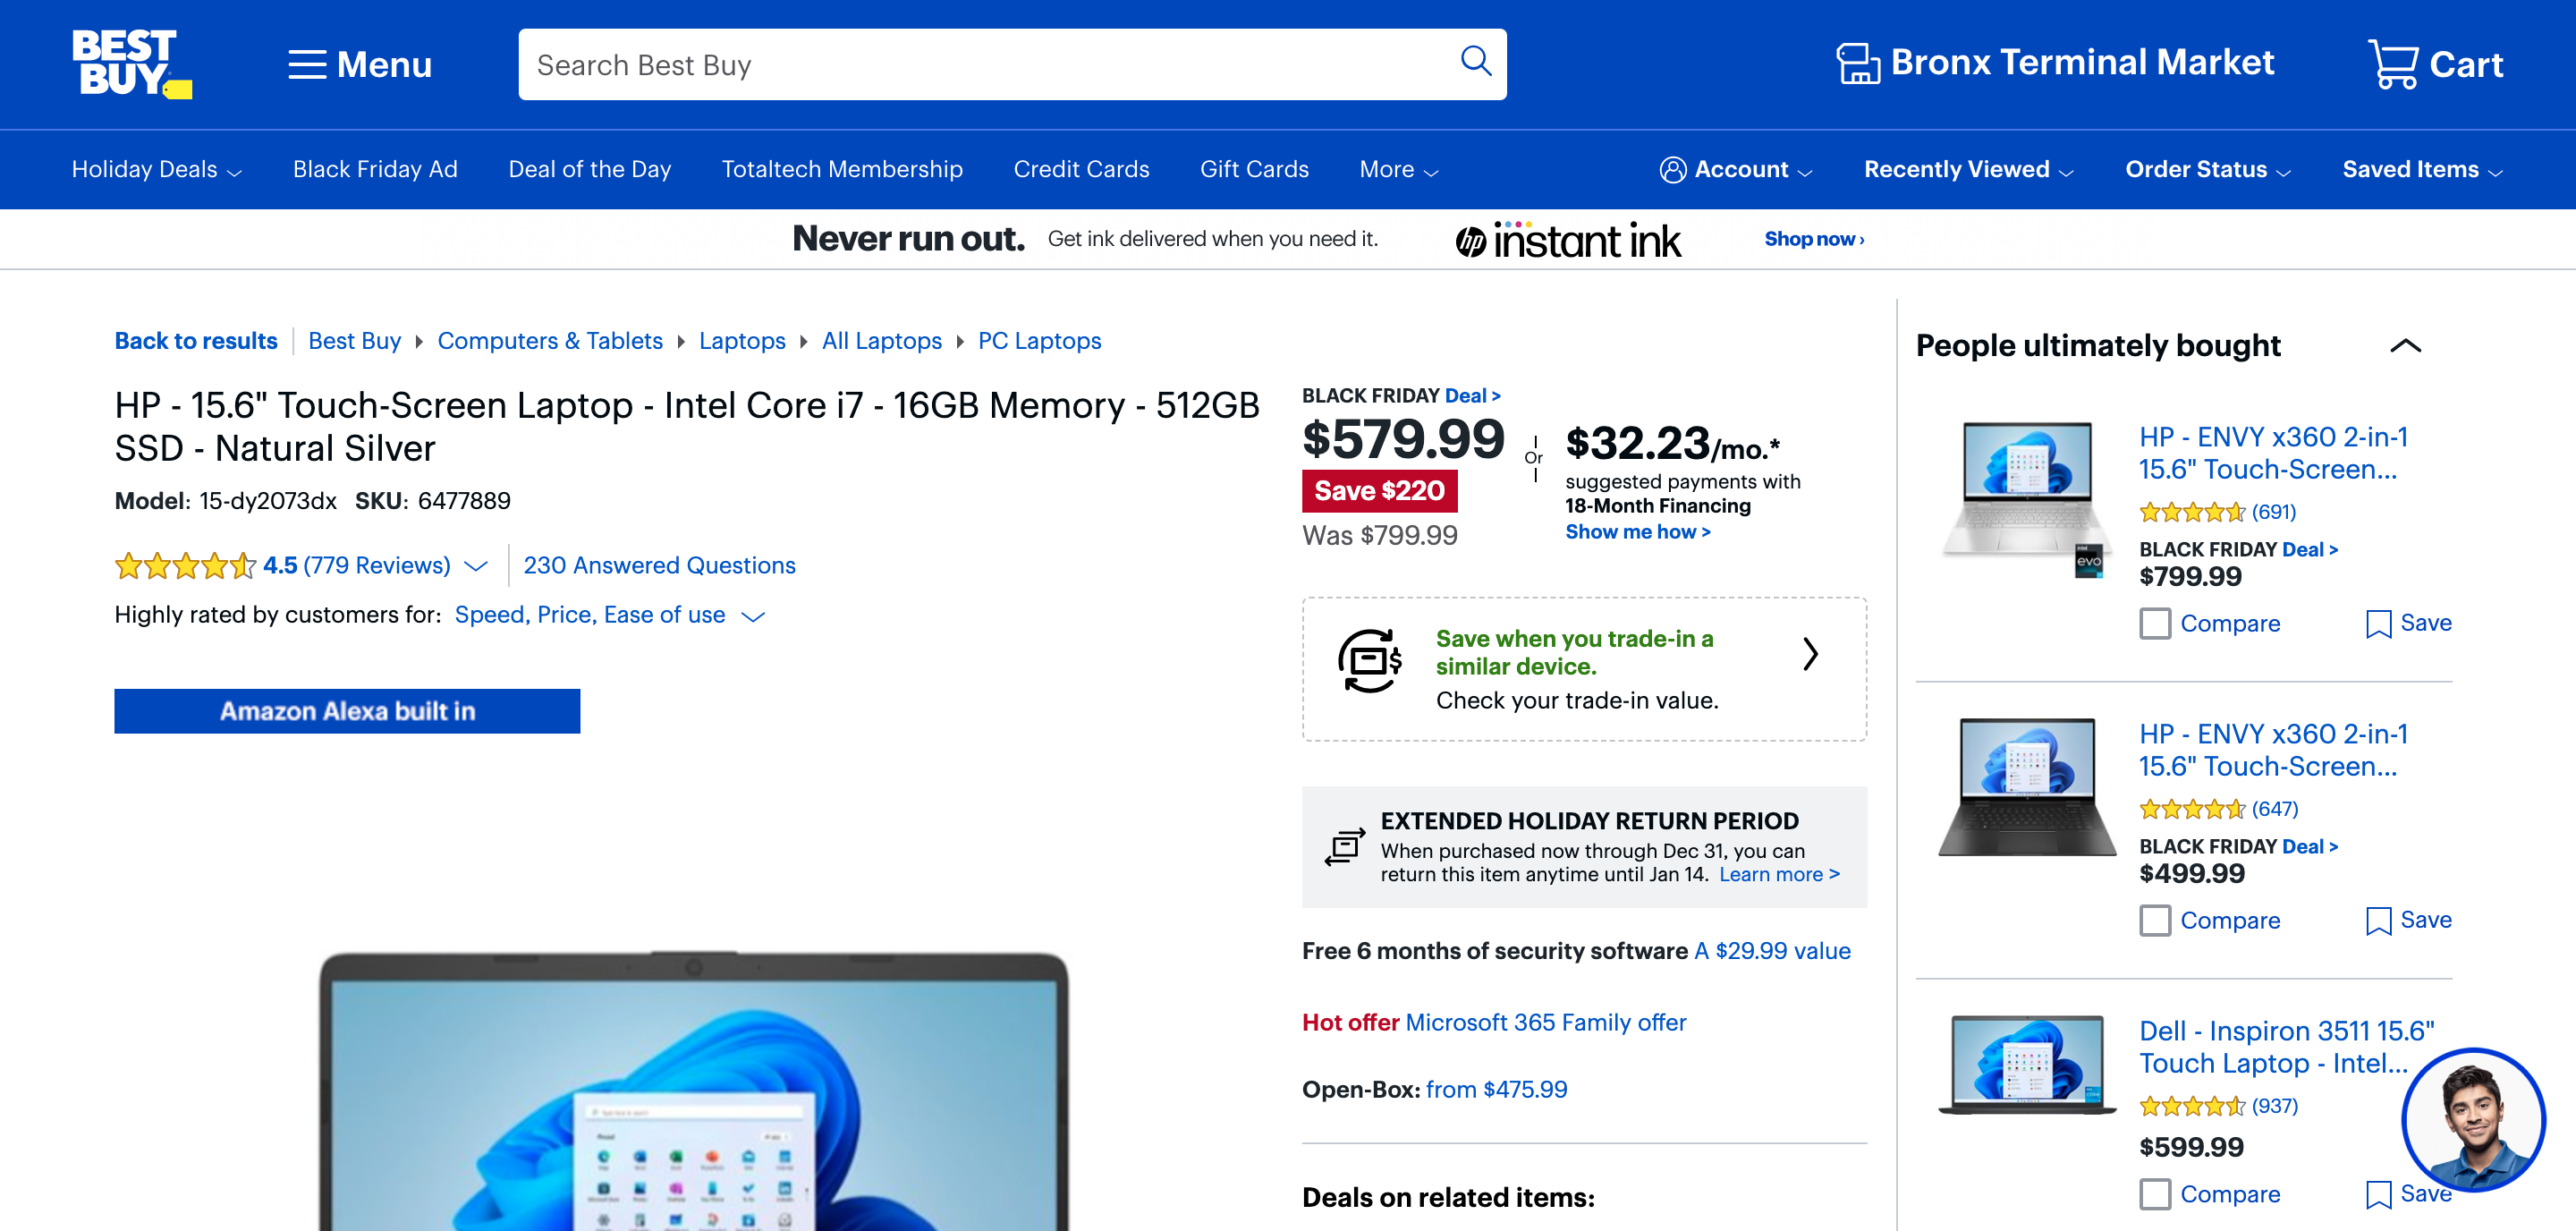 BEST
BUY
Menu
Search Best Buy
Bronx Terminal Market
Cart
Holiday Deals
Black Friday Ad
Deal of the Day
Totaltech Membership
Credit Cards
Gift Cards
More
Account
Recently Viewed
Order Status
Saved Items
Never run out.
Get ink delivered when you need it.
hp instant ink
Shop now ›
Back to results
Best Buy
Computers & Tablets
Laptops
All Laptops
PC Laptops
HP - 15.6" Touch-Screen Laptop - Intel Core i7 - 16GB Memory - 512GB
SSD - Natural Silver
Model: 15-dy2073dx SKU: 6477889
4.5 (779 Reviews)
230 Answered Questions
Highly rated by customers for: Speed, Price, Ease of use
Amazon Alexa built in
BLACK FRIDAY Deal >
$579.99
Save $220
Was $799.99
Or
$32.23/mo.*
suggested payments with
18-Month Financing
Show me how >
Save when you trade-in a
similar device.
Check your trade-in value.
EXTENDED HOLIDAY RETURN PERIOD
When purchased now through Dec 31, you can
return this item anytime until Jan 14. Learn more >
Free 6 months of security software A $29.99 value
Hot offer Microsoft 365 Family offer
Open-Box: from $475.99
Deals on related items:
People ultimately bought
HP - ENVY x360 2-in-1
15.6" Touch-Screen...
(691)
BLACK FRIDAY Deal >
$799.99
Compare
Save
evo
HP - ENVY x360 2-in-1
15.6" Touch-Screen...
(647)
BLACK FRIDAY Deal >
$499.99
Compare
Save
Dell - Inspiron 3511 15.6"
Touch Laptop - Intel...
(937)
$599.99
Compare
Save